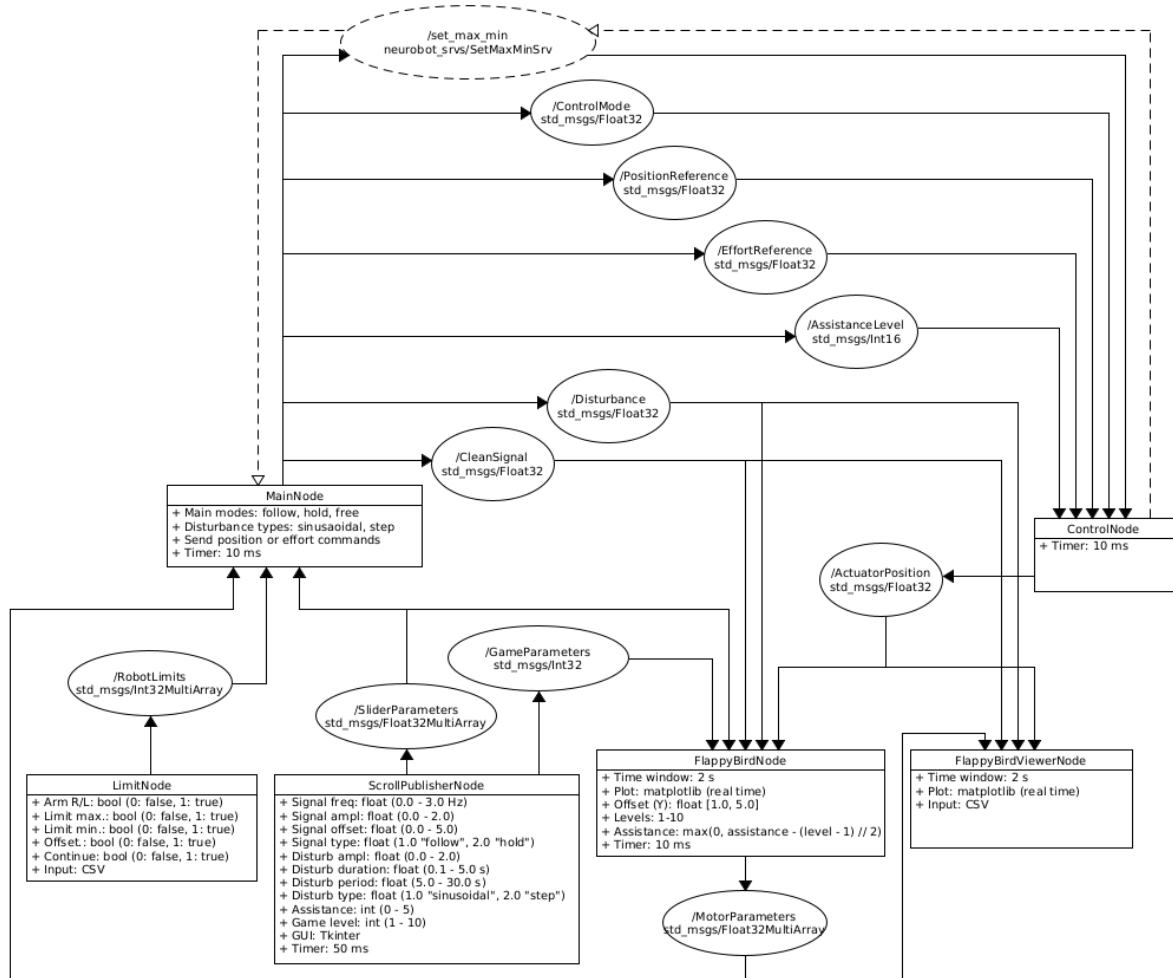 /set_max_min
neurobot_srvs/SetMaxMinSrv
/ControlMode
std_msgs/Float32
/PositionReference
std_msgs/Float32
/EffortReference
std_msgs/Float32
/AssistanceLevel
std_msgs/Int16
/Disturbance
std_msgs/Float32
/CleanSignal
std_msgs/Float32
MainNode
+ Main modes: follow, hold, free
+ Disturbance types: sinusaoidal, step
+ Send position or effort commands
+ Timer: 10 ms
ControlNode
+ Timer: 10 ms
/ActuatorPosition
std_msgs/Float32
/GameParameters
std_msgs/Int32
/RobotLimits
std_msgs/Int32MultiArray
/SliderParameters
std_msgs/Float32MultiArray
LimitNode
+ Arm R/L: bool (0: false, 1: true)
+ Limit max.: bool (0: false, 1: true)
+ Limit min.: bool (0: false, 1: true)
+ Offset.: bool (0: false, 1: true)
+ Continue: bool (0: false, 1: true)
+ Input: CSV
ScrollPublisherNode
+ Signal freq: float (0.0 - 3.0 Hz)
+ Signal ampl: float (0.0 - 2.0)
+ Signal offset: float (0.0 - 5.0)
+ Signal type: float (1.0 "follow", 2.0 "hold")
+ Disturb ampl: float (0.0 - 2.0)
+ Disturb duration: float (0.1 - 5.0 s)
+ Disturb period: float (5.0 - 30.0 s)
+ Disturb type: float (1.0 "sinusoidal", 2.0 "step")
+ Assistance: int (0 - 5)
+ Game level: int (1 - 10)
+ GUI: Tkinter
+ Timer: 50 ms
FlappyBirdNode
+ Time window: 2 s
+ Plot: matplotlib (real time)
+ Offset (Y): float [1.0, 5.0]
+ Levels: 1-10
+ Assistance: max(0, assistance - (level - 1) // 2)
+ Timer: 10 ms
FlappyBirdViewerNode
+ Time window: 2 s
+ Plot: matplotlib (real time)
+ Input: CSV
/MotorParameters
std_msgs/Float32MultiArray